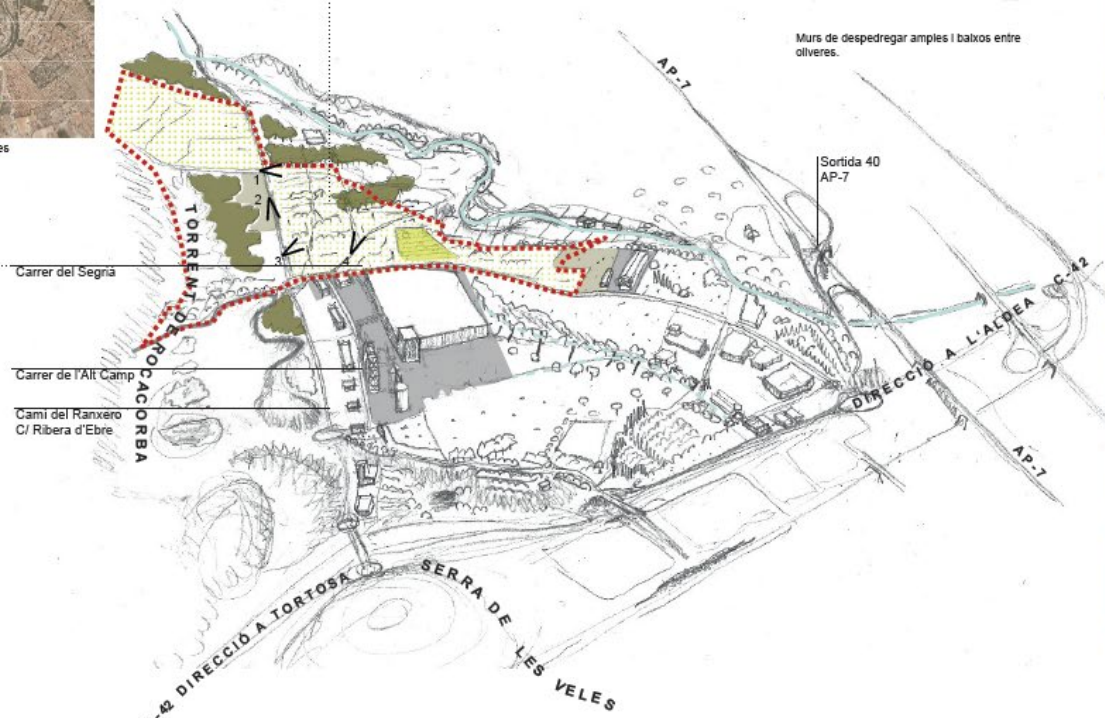 Murs de despedregar amples i baixos entre
oliveres.
AP-7
Sortida 40
AP-7
es
1
2
3
4
TORRENT DE ROCACORBA
Carrer del Segrià
DIRECCIÓ A L'ALDEA C-42
Carrer de l'Alt Camp
Camí del Ranxero
C/ Ribera d'Ebre
AP-7
-42 DIRECCIÓ A TORTOSA
SERRA DE LES VELES